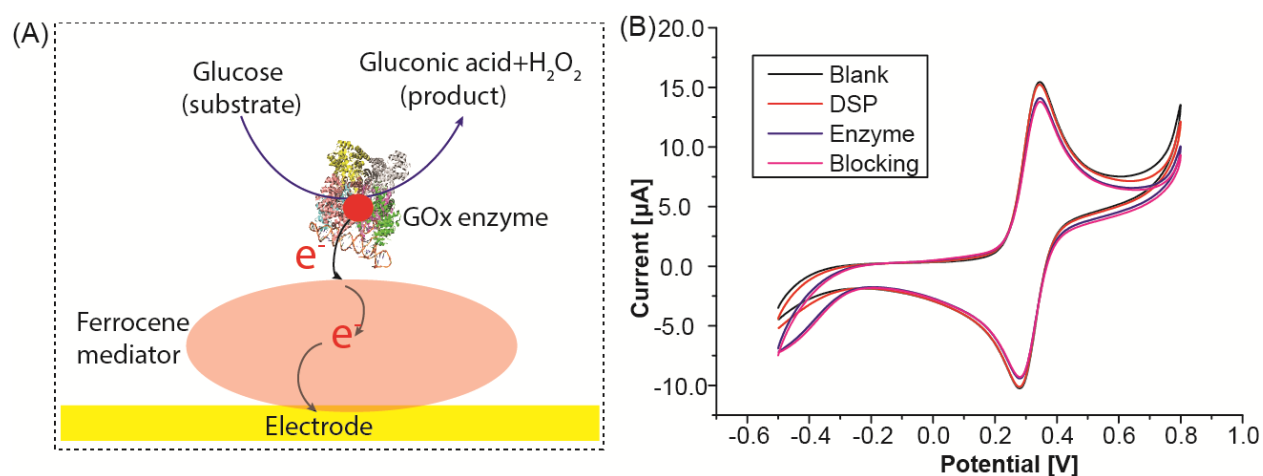 (A)
Glucose
(substrate)
Gluconic acid+H₂O₂
(product)
GOx enzyme
e⁻
Ferrocene
mediator
e⁻
Electrode
(B)
20.0
15.0
10.0
5.0
0.0
-5.0
-10.0
Current [µA]
Blank
DSP
Enzyme
Blocking
-0.6 -0.4 -0.2 0.0 0.2 0.4 0.6 0.8 1.0
Potential [V]